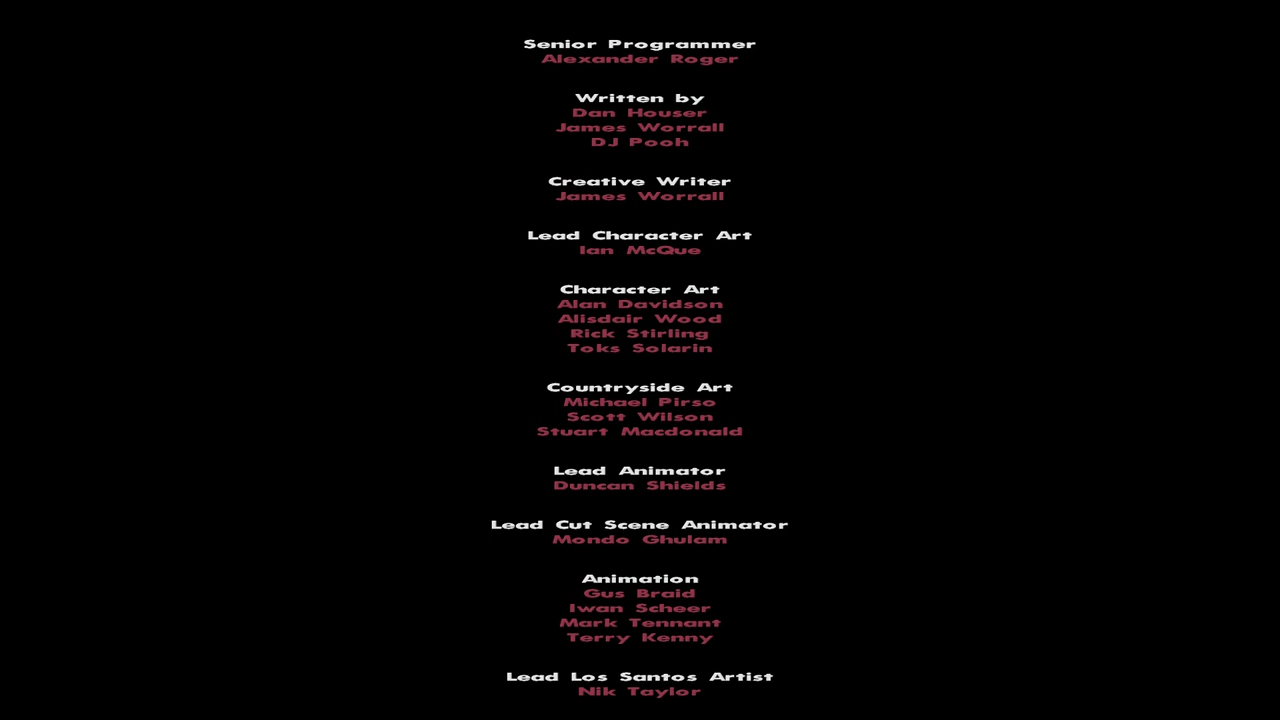 Senior Programmer
Alexander Roger
Written by
Dan Houser
James Worrall
DJ Pooh
Creative Writer
James Worrall
Lead Character Art
Ian McQue
Character Art
Alan Davidson
Alisdair Wood
Rick Stirling
Toks Solarin
Countryside Art
Michael Pirso
Scott Wilson
Stuart Macdonald
Lead Animator
Duncan Shields
Lead Cut Scene Animator
Mondo Ghulam
Animation
Gus Braid
Iwan Scheer
Mark Tennant
Terry Kenny
Lead Los Santos Artist
Nik Taylor